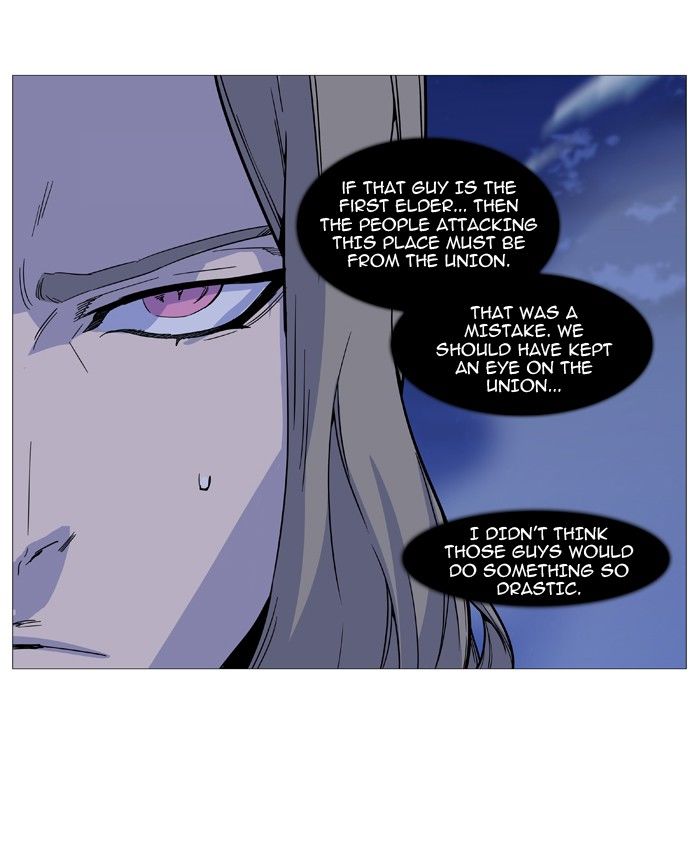 IF THAT GUY IS THE
FIRST ELDER... THEN
THE PEOPLE ATTACKING
THIS PLACE MUST BE
FROM THE UNION.
THAT WAS A
MISTAKE. WE
SHOULD HAVE KEPT
AN EYE ON THE
UNION...
I DIDN'T THINK
THOSE GUYS WOULD
DO SOMETHING SO
DRASTIC.